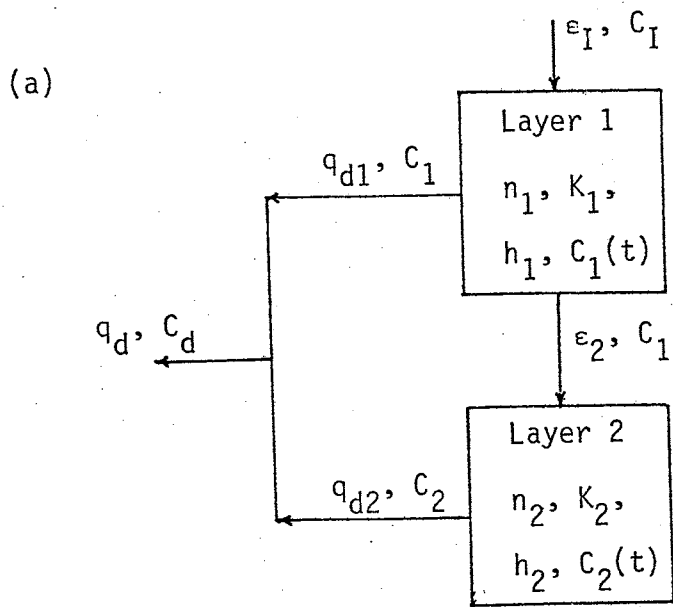 (a)
ε_I, C_I
Layer 1
n_1, K_1,
h_1, C_1(t)
q_d1, C_1
q_d, C_d
ε_2, C_1
Layer 2
n_2, K_2,
h_2, C_2(t)
q_d2, C_2